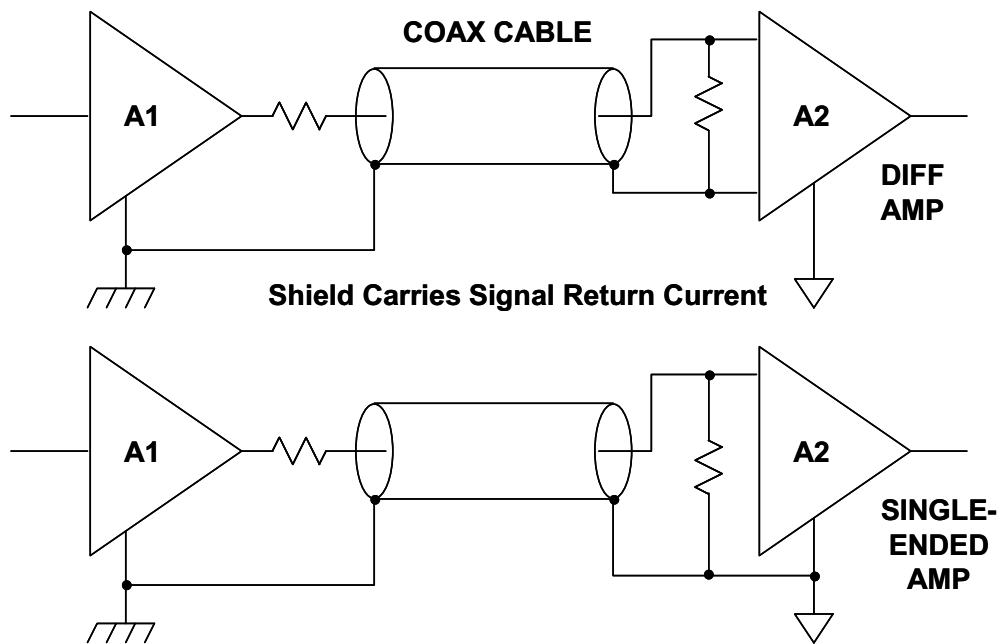 COAX CABLE
A1
A2
DIFF
AMP
Shield Carries Signal Return Current
A1
A2
SINGLE-
ENDED
AMP